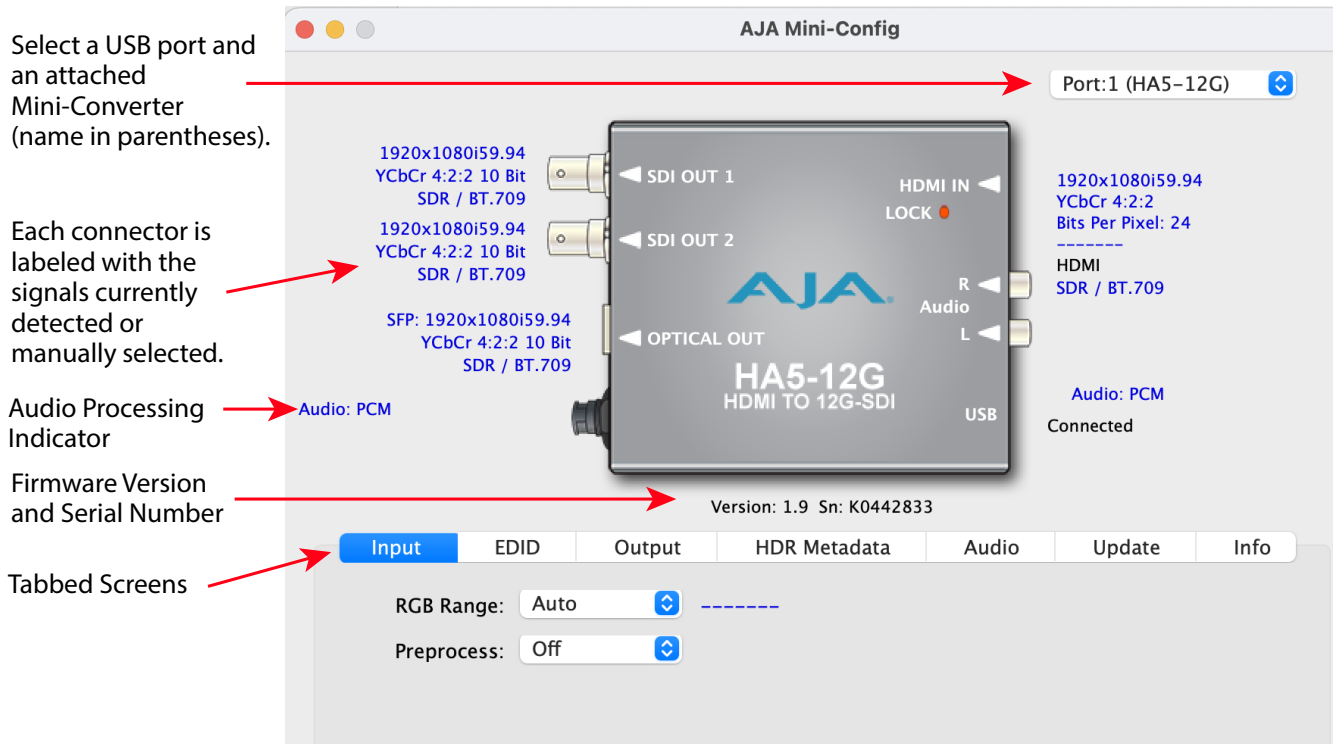 AJA Mini-Config
Select a USB port and
an attached
Mini-Converter
(name in parentheses).
Port:1 (HA5-12G)
1920x1080i59.94
YCbCr 4:2:2 10 Bit
SDR / BT.709
SDI OUT 1
HDMI IN
LOCK
1920x1080i59.94
YCbCr 4:2:2
Bits Per Pixel: 24
-------
HDMI
SDR / BT.709
Each connector is
labeled with the
signals currently
detected or
manually selected.
1920x1080i59.94
YCbCr 4:2:2 10 Bit
SDR / BT.709
SDI OUT 2
AJA
R
Audio
L
SFP: 1920x1080i59.94
YCbCr 4:2:2 10 Bit
SDR / BT.709
OPTICAL OUT
HA5-12G
HDMI TO 12G-SDI
USB
Audio Processing
Indicator
Audio: PCM
Audio: PCM
Connected
Firmware Version
and Serial Number
Version: 1.9 Sn: K0442833
Tabbed Screens
Input EDID Output HDR Metadata Audio Update Info
RGB Range: Auto -------
Preprocess: Off